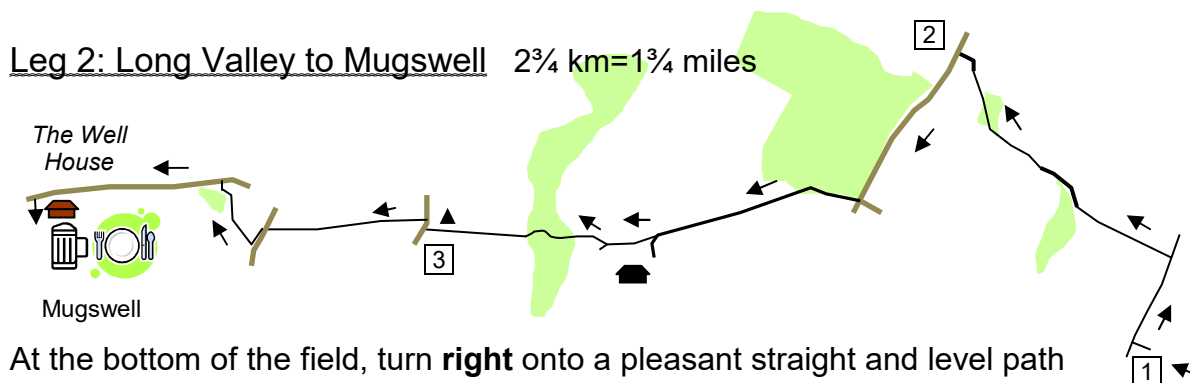 Leg 2: Long Valley to Mugswell 2¾ km=1¾ miles
2
The Well
House
3
Mugswell
1
At the bottom of the field, turn right onto a pleasant straight and level path